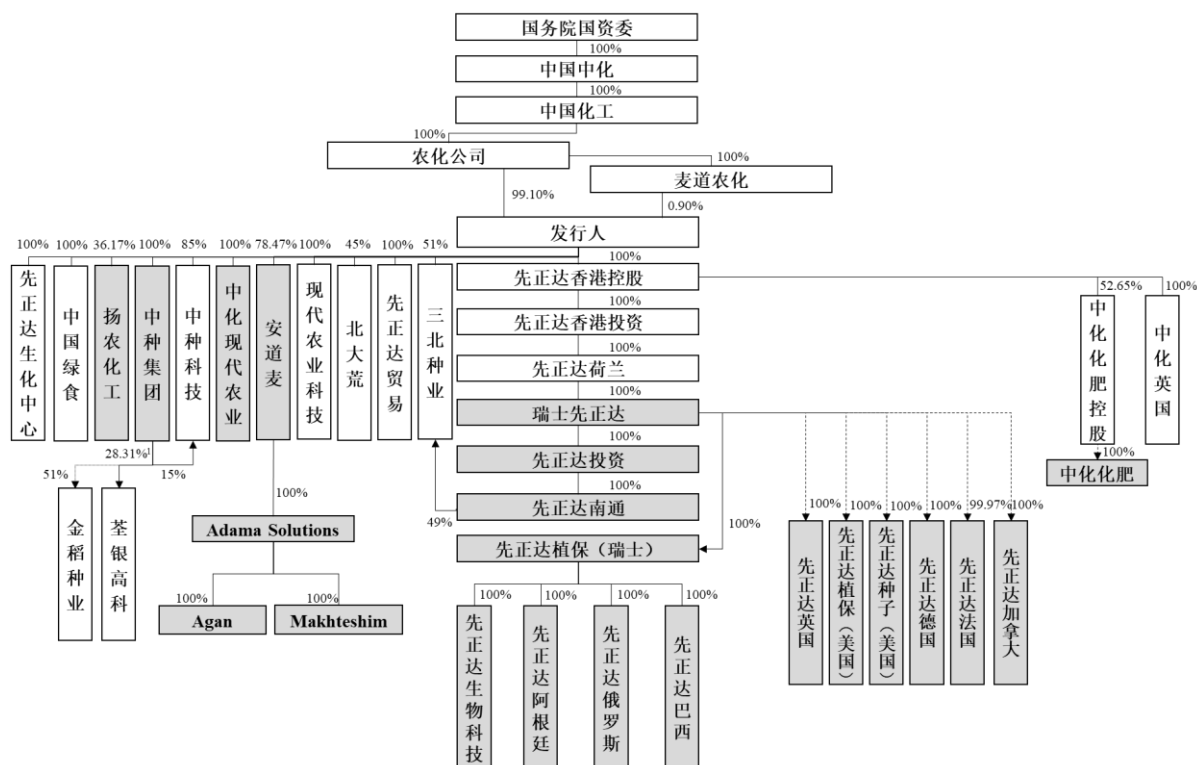 国务院国资委
100%
中国中化
100%
中国化工
100%
农化公司
100%
麦道农化
99.10%
0.90%
发行人
100% 100% 36.17% 100% 85% 100% 78.47% 100% 45% 100% 51%
100%
先正达生化中心
中国绿食
扬农化工
中种集团
中种科技
中化现代农业
安道麦
现代农业科技
北大荒
先正达贸易
三北种业
先正达香港控股
100%
先正达香港投资
100%
先正达荷兰
100%
瑞士先正达
100%
先正达投资
100%
先正达南通
49%
52.65%
100%
中化化肥控股
中化英国
100%
中化化肥
51%
28.31%¹
15%
金稻种业
荃银高科
100%
Adama Solutions
100%
100%
Agan
Makhteshim
100%
先正达植保（瑞士）
100% 100% 100% 100%
先正达生物科技
先正达阿根廷
先正达俄罗斯
先正达巴西
100% 100% 100% 100% 99.97% 100%
先正达英国
先正达植保（美国）
先正达种子（美国）
先正达德国
先正达法国
先正达加拿大